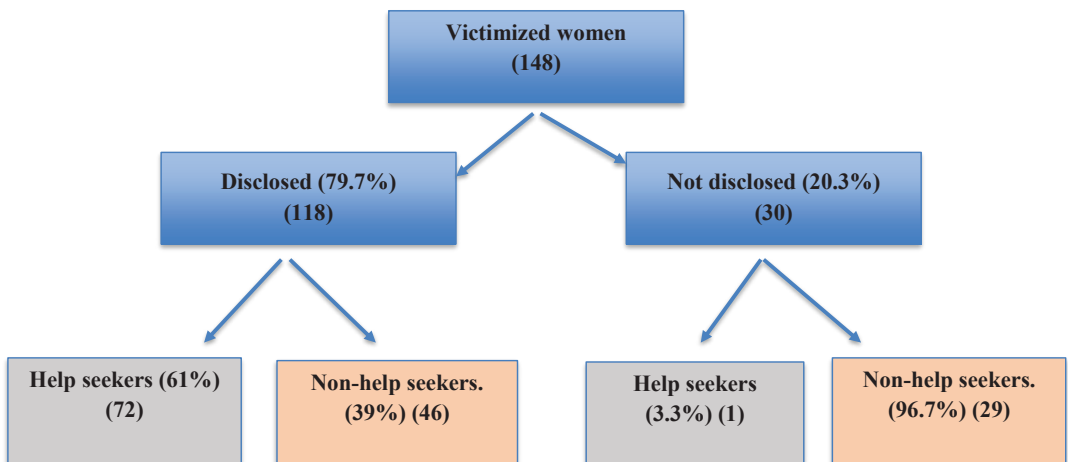 Victimized women
(148)
Disclosed (79.7%)
(118)
Not disclosed (20.3%)
(30)
Help seekers (61%)
(72)
Non-help seekers.
(39%) (46)
Help seekers
(3.3%) (1)
Non-help seekers.
(96.7%) (29)